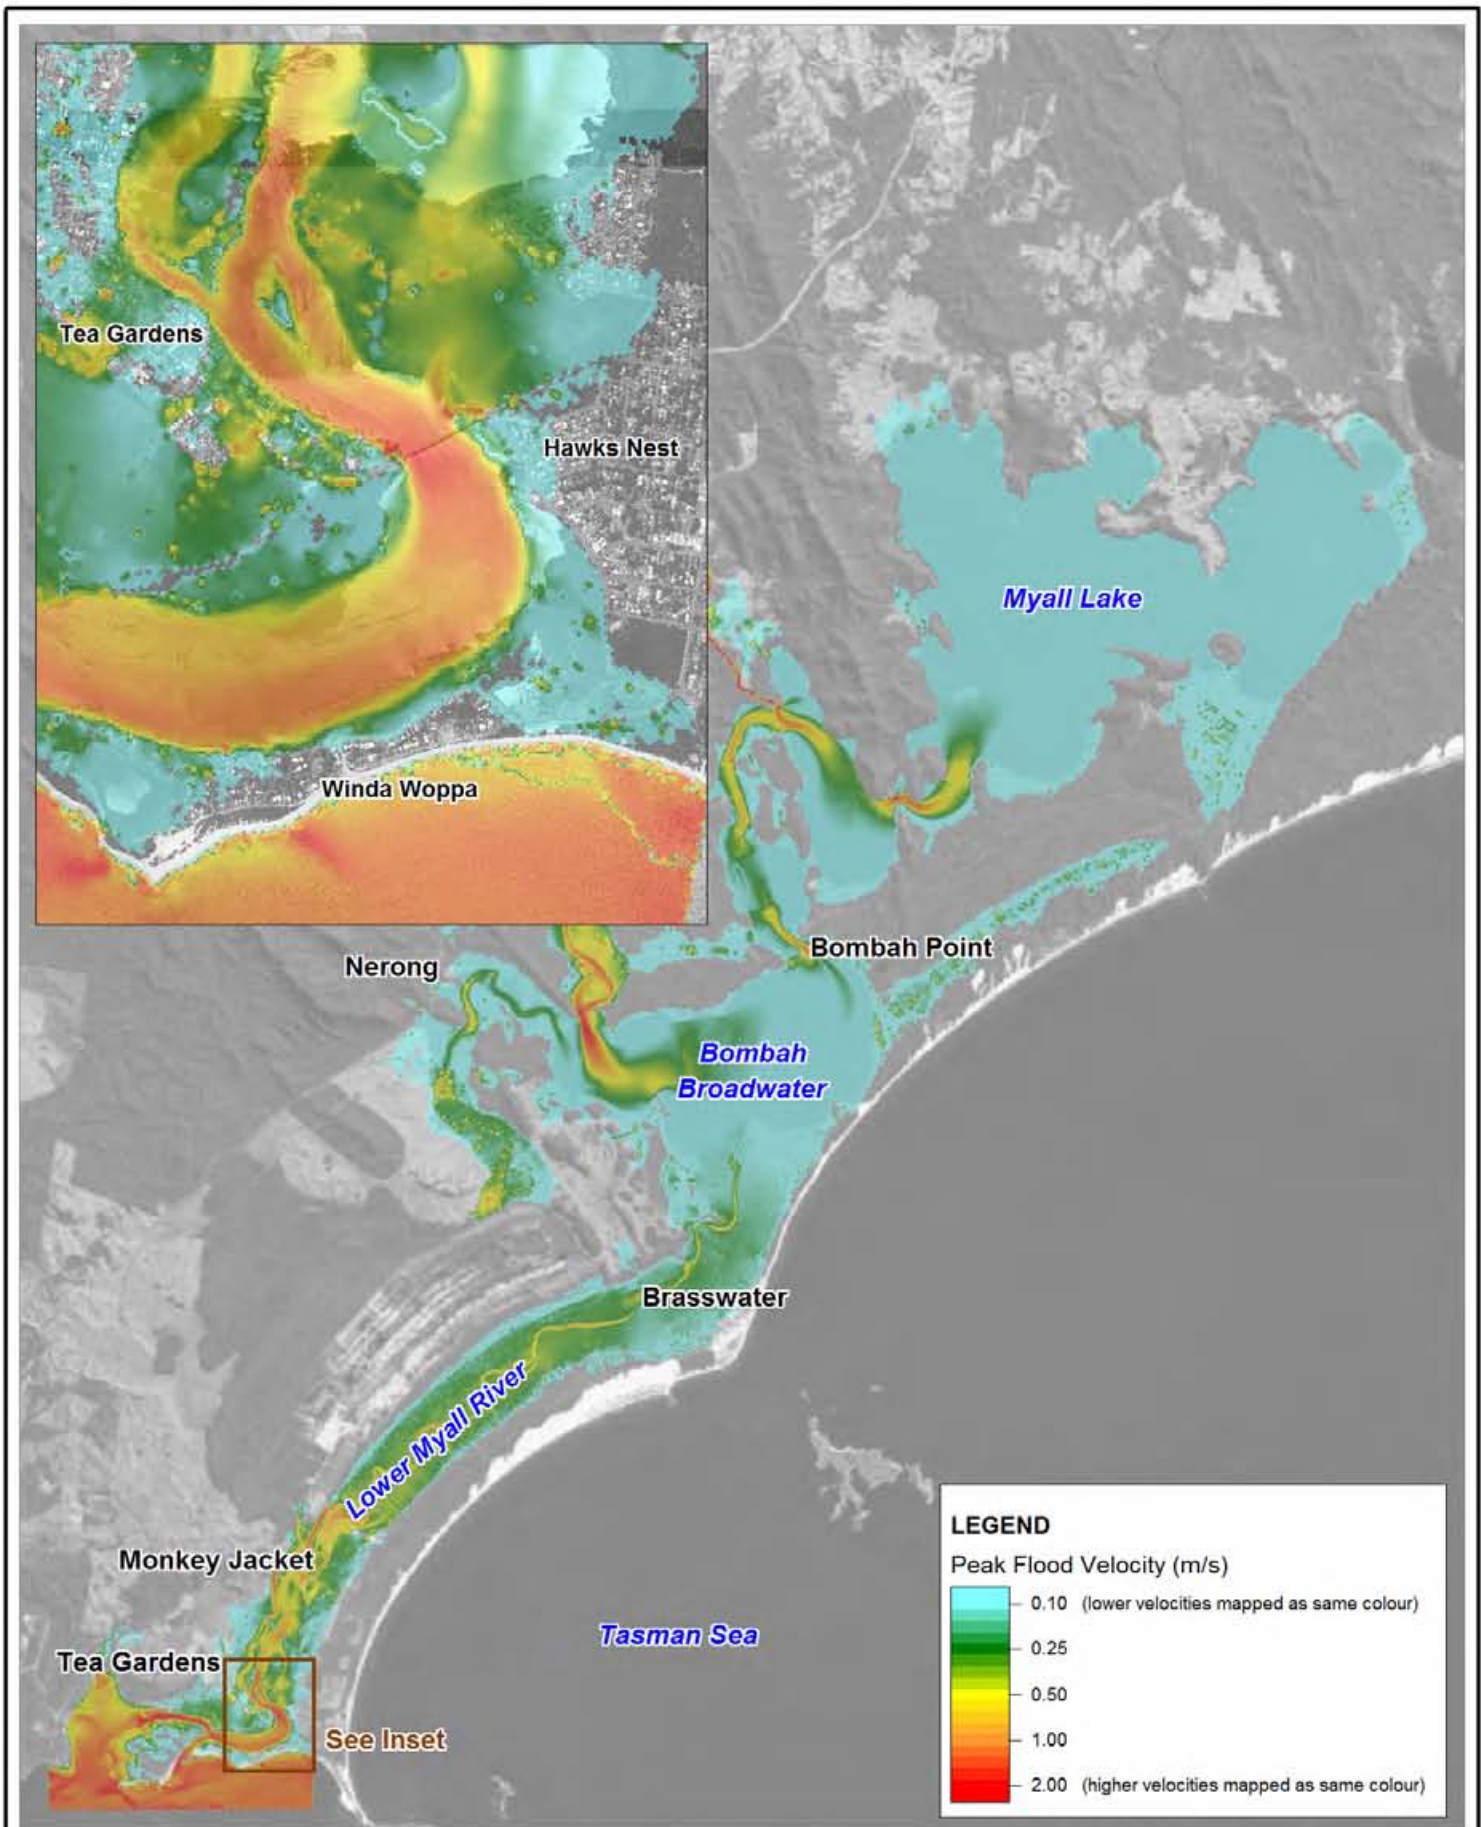 Tea Gardens
Hawks Nest
Winda Woppa
Myall Lake
Bombah Point
Nerong
Bombah
Broadwater
Brasswater
Lower Myall River
Monkey Jacket
Tasman Sea
Tea Gardens
See Inset
LEGEND
Peak Flood Velocity (m/s)
0.10 (lower velocities mapped as same colour)
0.25
0.50
1.00
2.00 (higher velocities mapped as same colour)